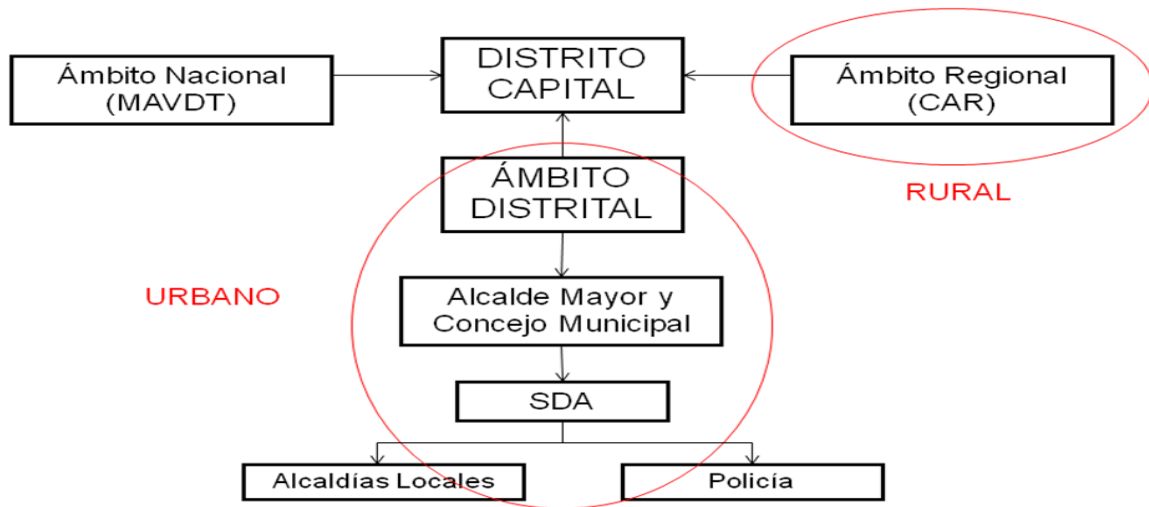 Ámbito Nacional
(MAVDT)
DISTRITO
CAPITAL
Ámbito Regional
(CAR)
RURAL
ÁMBITO
DISTRITAL
URBANO
Alcalde Mayor y
Concejo Municipal
SDA
Alcaldías Locales
Policía